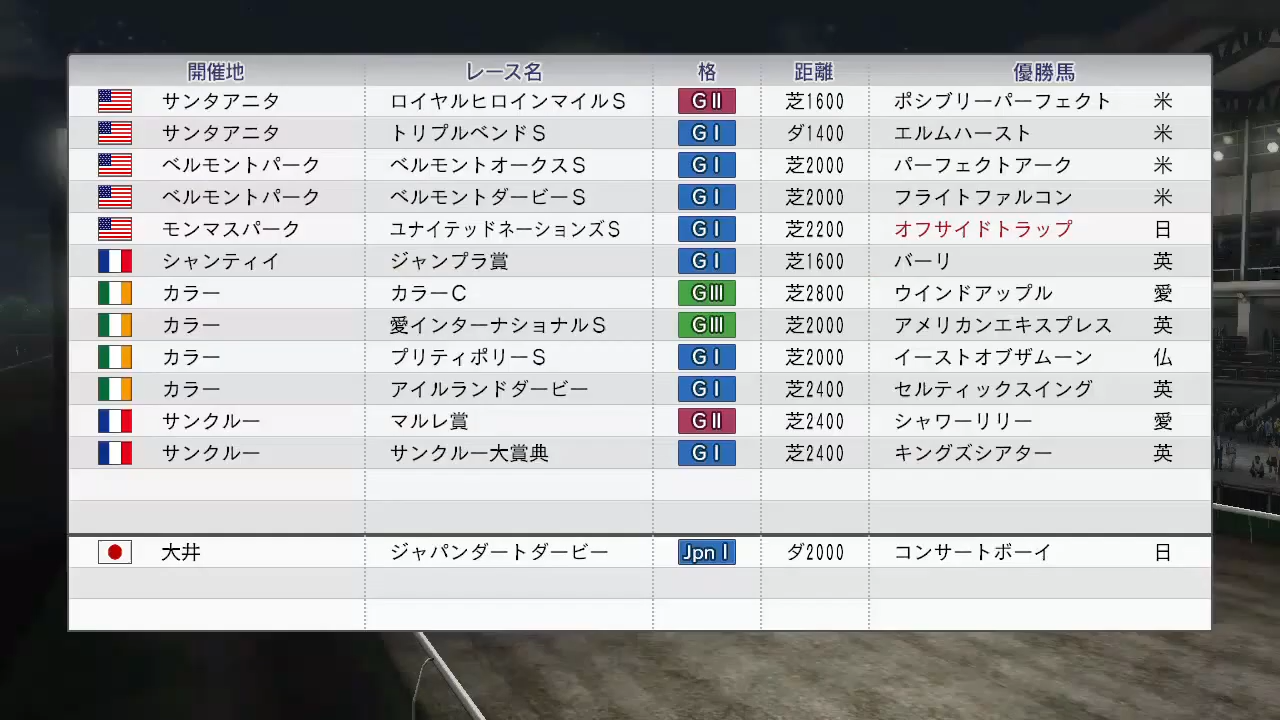 開催地 レース名 格 距離 優勝馬
サンタアニタ ロイヤルヒロインマイルS GⅡ 芝1600 ポシブリーパーフェクト 米
サンタアニタ トリプルベンドS GⅠ ダ1400 エルムハースト 米
ベルモントパーク ベルモントオークスS GⅠ 芝2000 パーフェクトアーク 米
ベルモントパーク ベルモントダービーS GⅠ 芝2000 フライトファルコン 米
モンマスパーク ユナイテッドネーションズS GⅠ 芝2200 オフサイドトラップ 日
シャンティイ ジャンプラ賞 GⅠ 芝1600 バーリ 英
カラー カラーC GⅢ 芝2800 ウインドアップル 愛
カラー 愛インターナショナルS GⅢ 芝2000 アメリカンエキスプレス 英
カラー プリティポリーS GⅠ 芝2000 イーストオブザムーン 仏
カラー アイルランドダービー GⅠ 芝2400 セルティックスイング 英
サンクルー マルレ賞 GⅡ 芝2400 シャワーリリー 愛
サンクルー サンクルー大賞典 GⅠ 芝2400 キングズシアター 英
大井 ジャパンダートダービー JpnⅠ ダ2000 コンサートボーイ 日